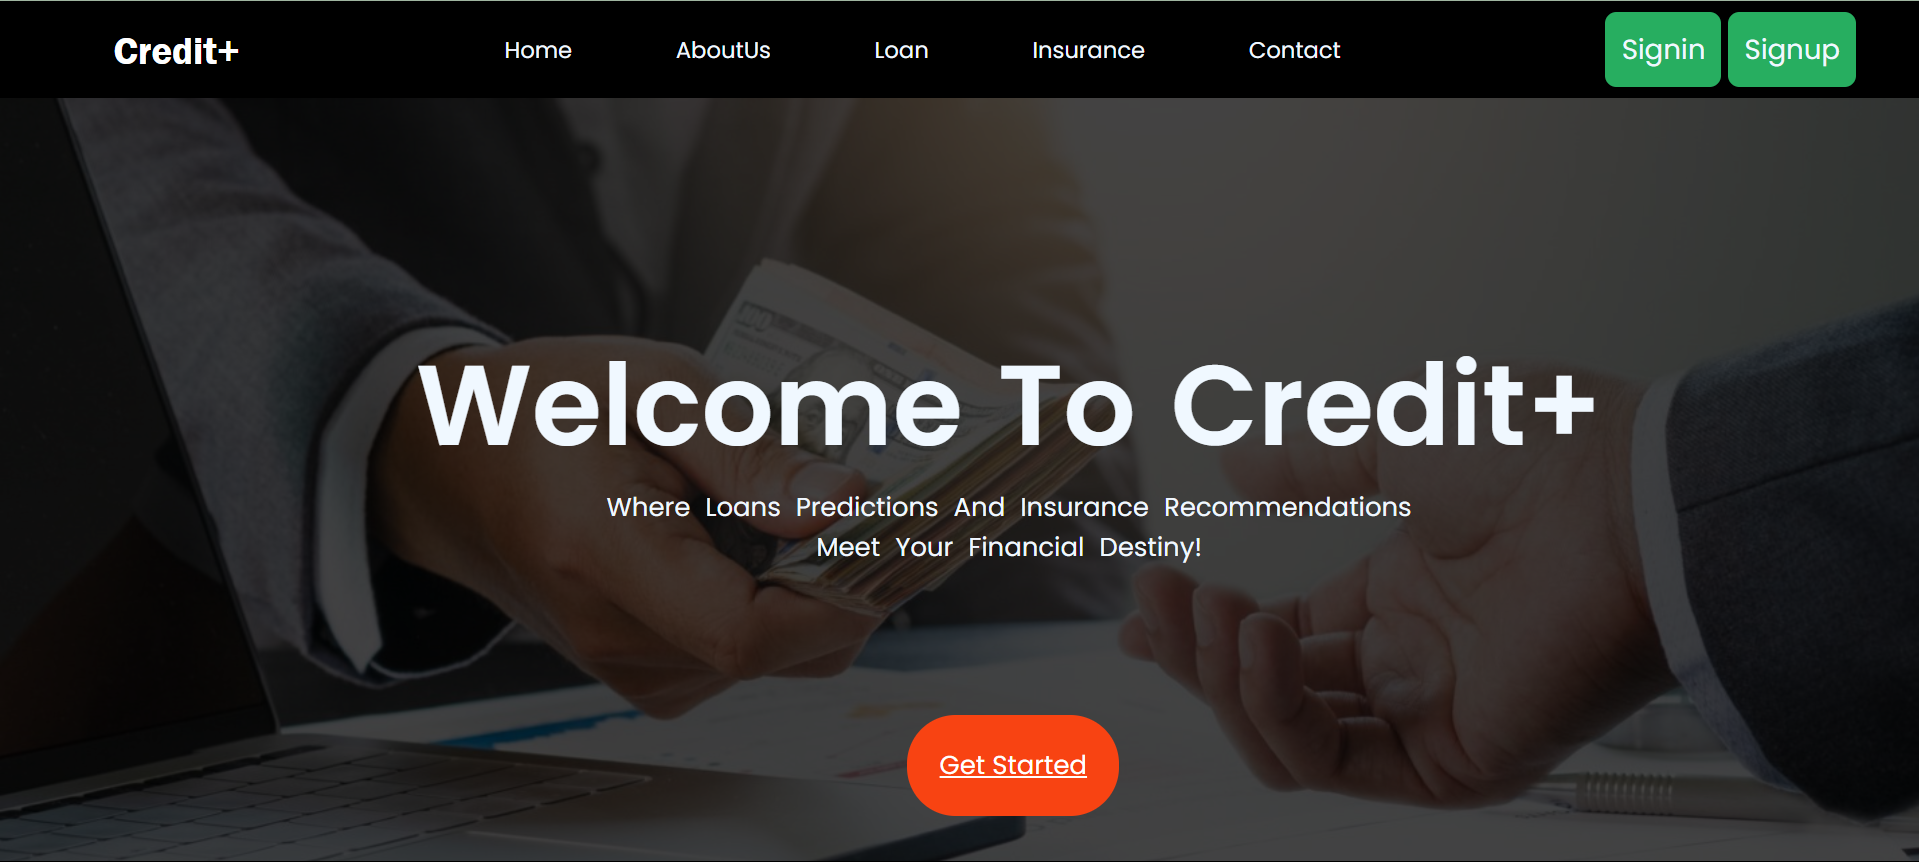 Credit+
Home
AboutUs
Loan
Insurance
Contact
Signin
Signup
Welcome To Credit+
Where Loans Predictions And Insurance Recommendations
Meet Your Financial Destiny!
Get Started